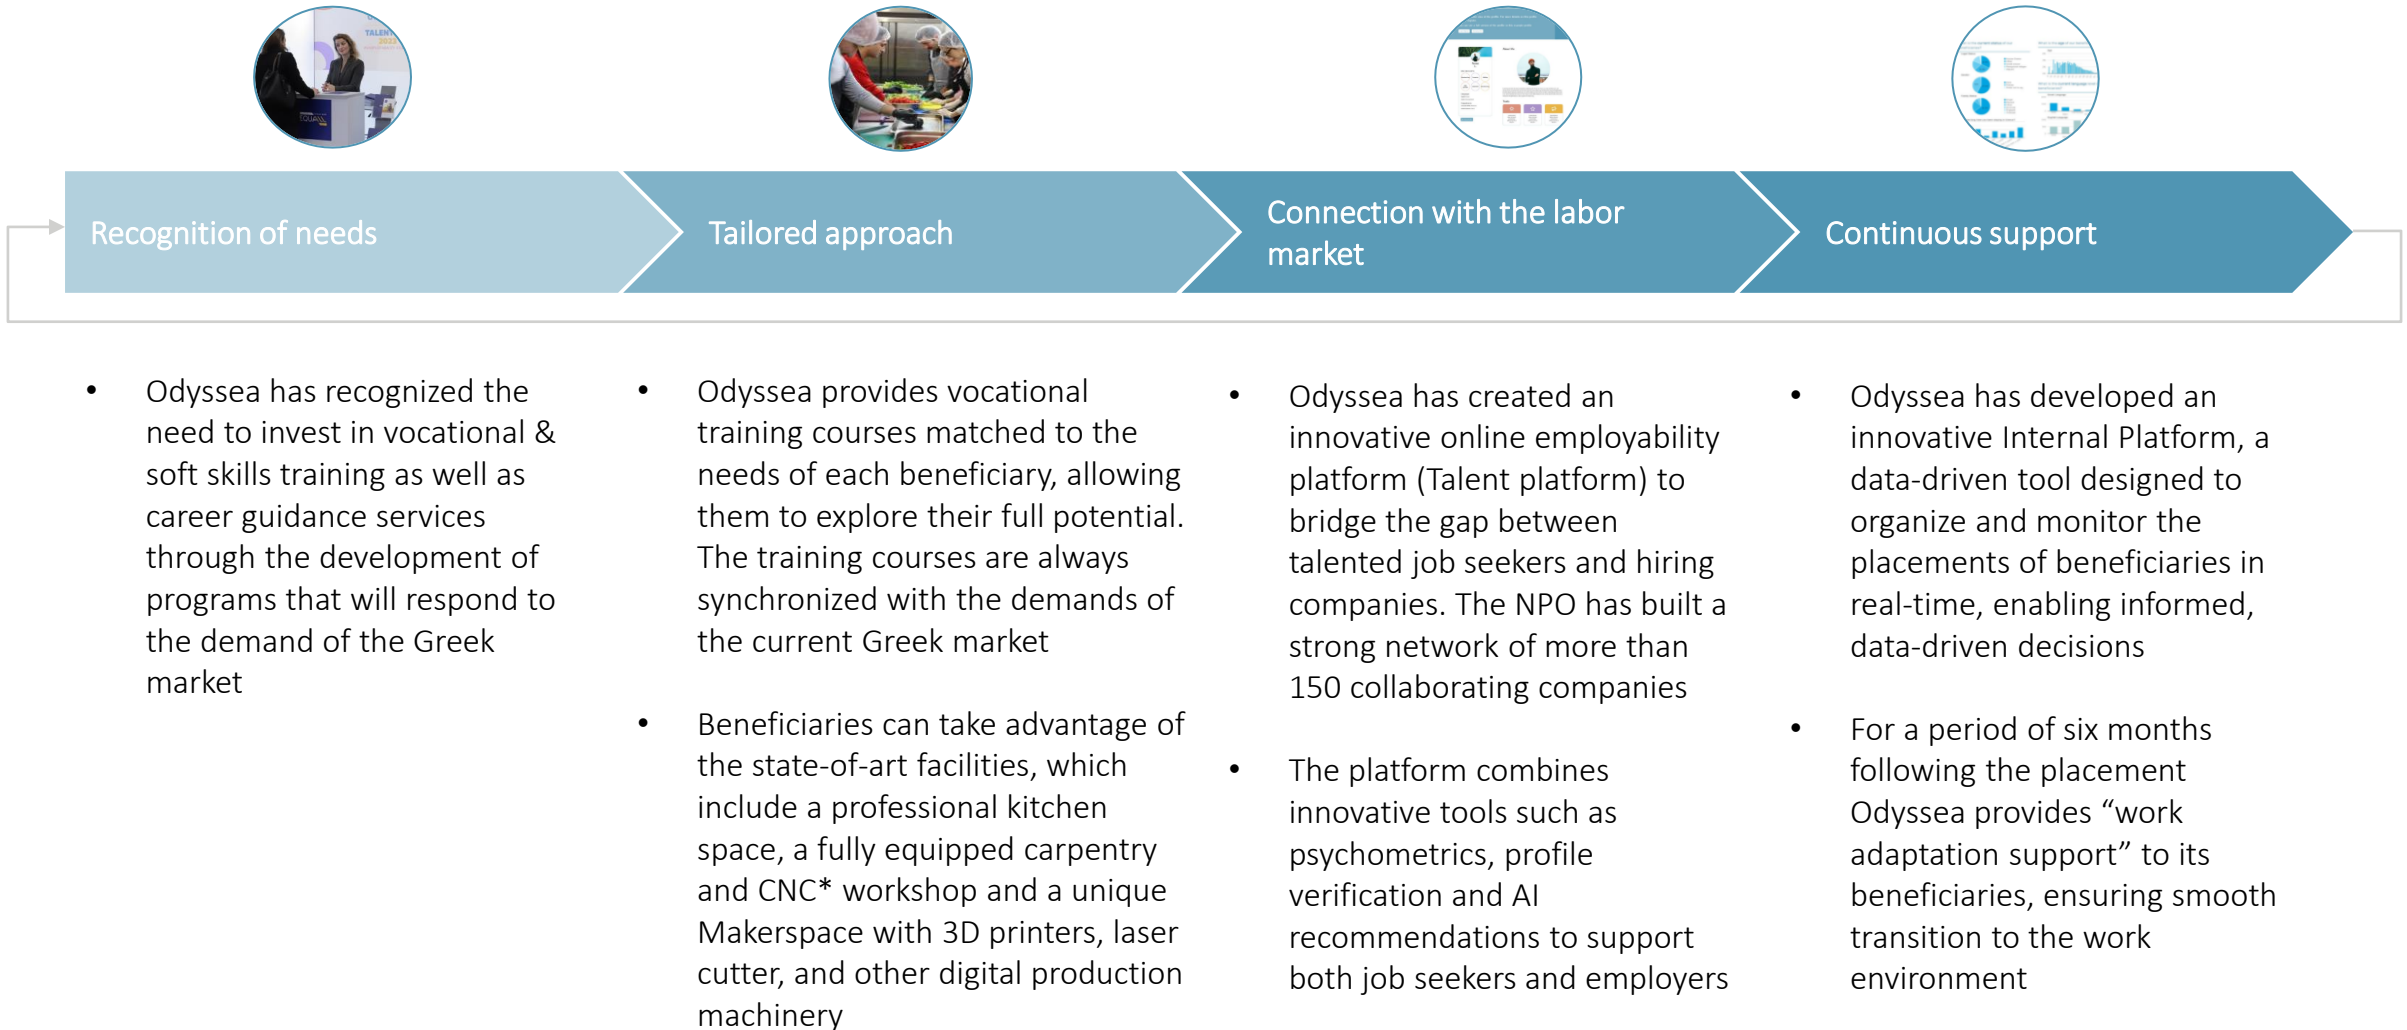 TALENT
2023
EQUALL
Recognition of needs
Tailored approach
Connection with the labor
market
Continuous support
• Odyssea has recognized the
need to invest in vocational &
soft skills training as well as
career guidance services
through the development of
programs that will respond to
the demand of the Greek
market
• Odyssea provides vocational
training courses matched to the
needs of each beneficiary, allowing
them to explore their full potential.
The training courses are always
synchronized with the demands of
the current Greek market
• Beneficiaries can take advantage of
the state-of-art facilities, which
include a professional kitchen
space, a fully equipped carpentry
and CNC* workshop and a unique
Makerspace with 3D printers, laser
cutter, and other digital production
machinery
• Odyssea has created an
innovative online employability
platform (Talent platform) to
bridge the gap between
talented job seekers and hiring
companies. The NPO has built a
strong network of more than
150 collaborating companies
• The platform combines
innovative tools such as
psychometrics, profile
verification and AI
recommendations to support
both job seekers and employers
• Odyssea has developed an
innovative Internal Platform, a
data-driven tool designed to
organize and monitor the
placements of beneficiaries in
real-time, enabling informed,
data-driven decisions
• For a period of six months
following the placement
Odyssea provides “work
adaptation support” to its
beneficiaries, ensuring smooth
transition to the work
environment